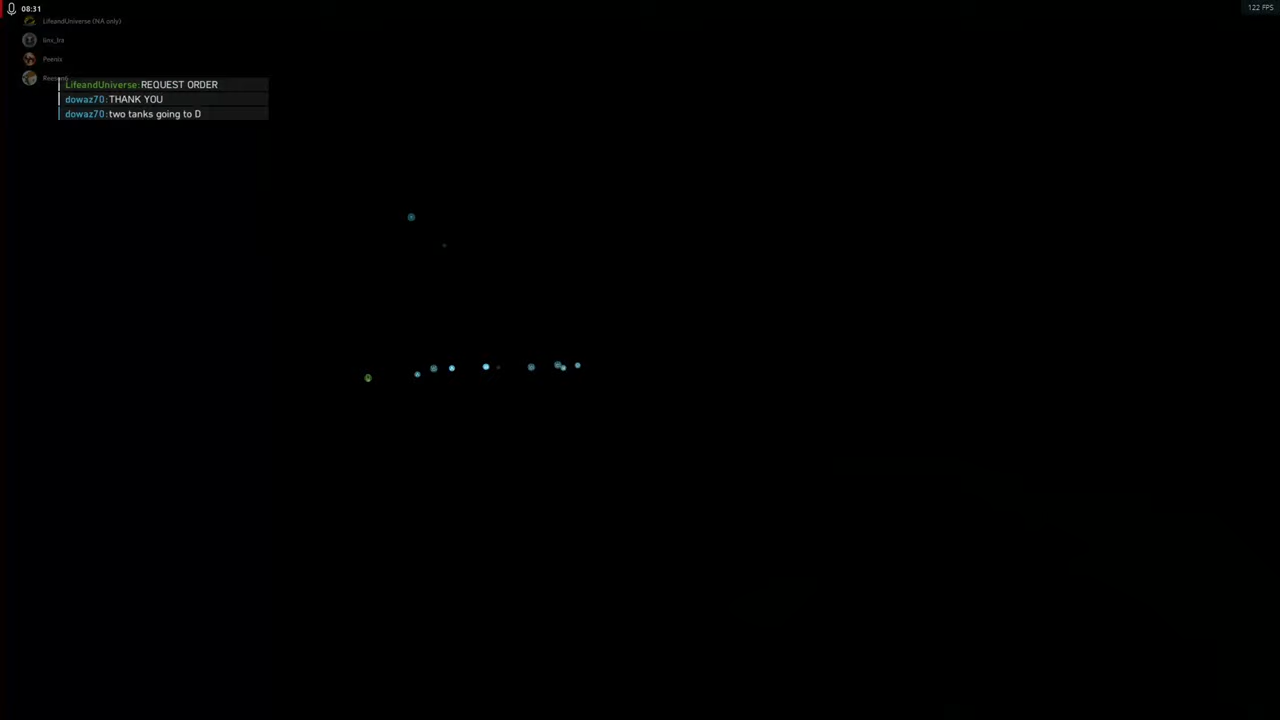 08:31
122 FPS
LifeandUniverse (NA only)
linx_lra
Poenis
LifeandUniverse:REQUEST ORDER
dowaz70:THANK YOU
dowaz70:two tanks going to D